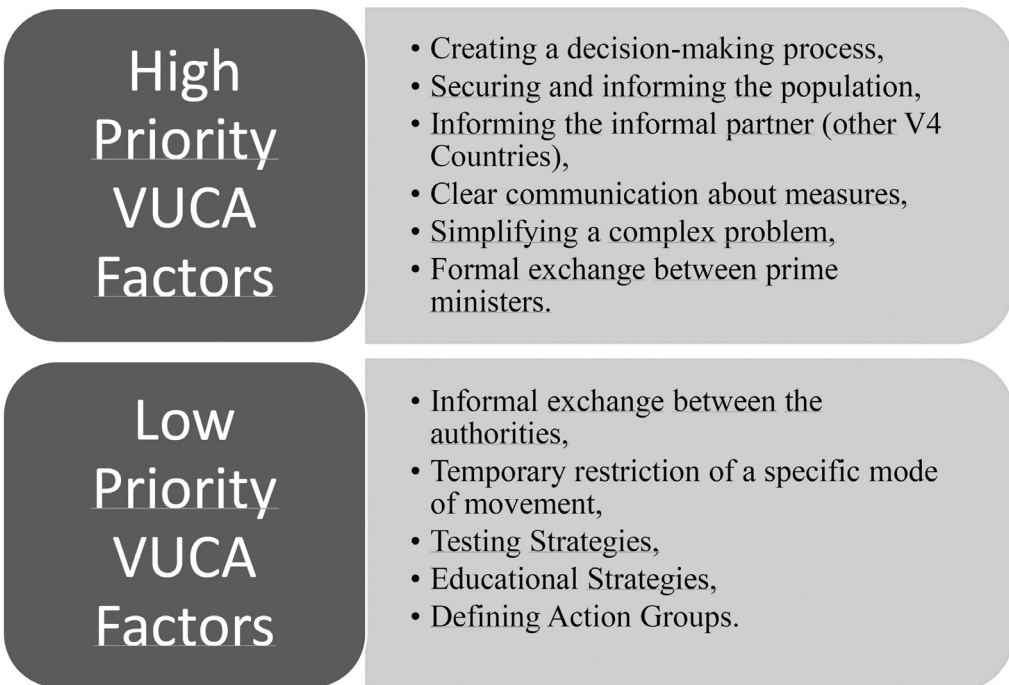 High
Priority
VUCA
Factors
• Creating a decision-making process,
• Securing and informing the population,
• Informing the informal partner (other V4
Countries),
• Clear communication about measures,
• Simplifying a complex problem,
• Formal exchange between prime
ministers.
Low
Priority
VUCA
Factors
• Informal exchange between the
authorities,
• Temporary restriction of a specific mode
of movement,
• Testing Strategies,
• Educational Strategies,
• Defining Action Groups.